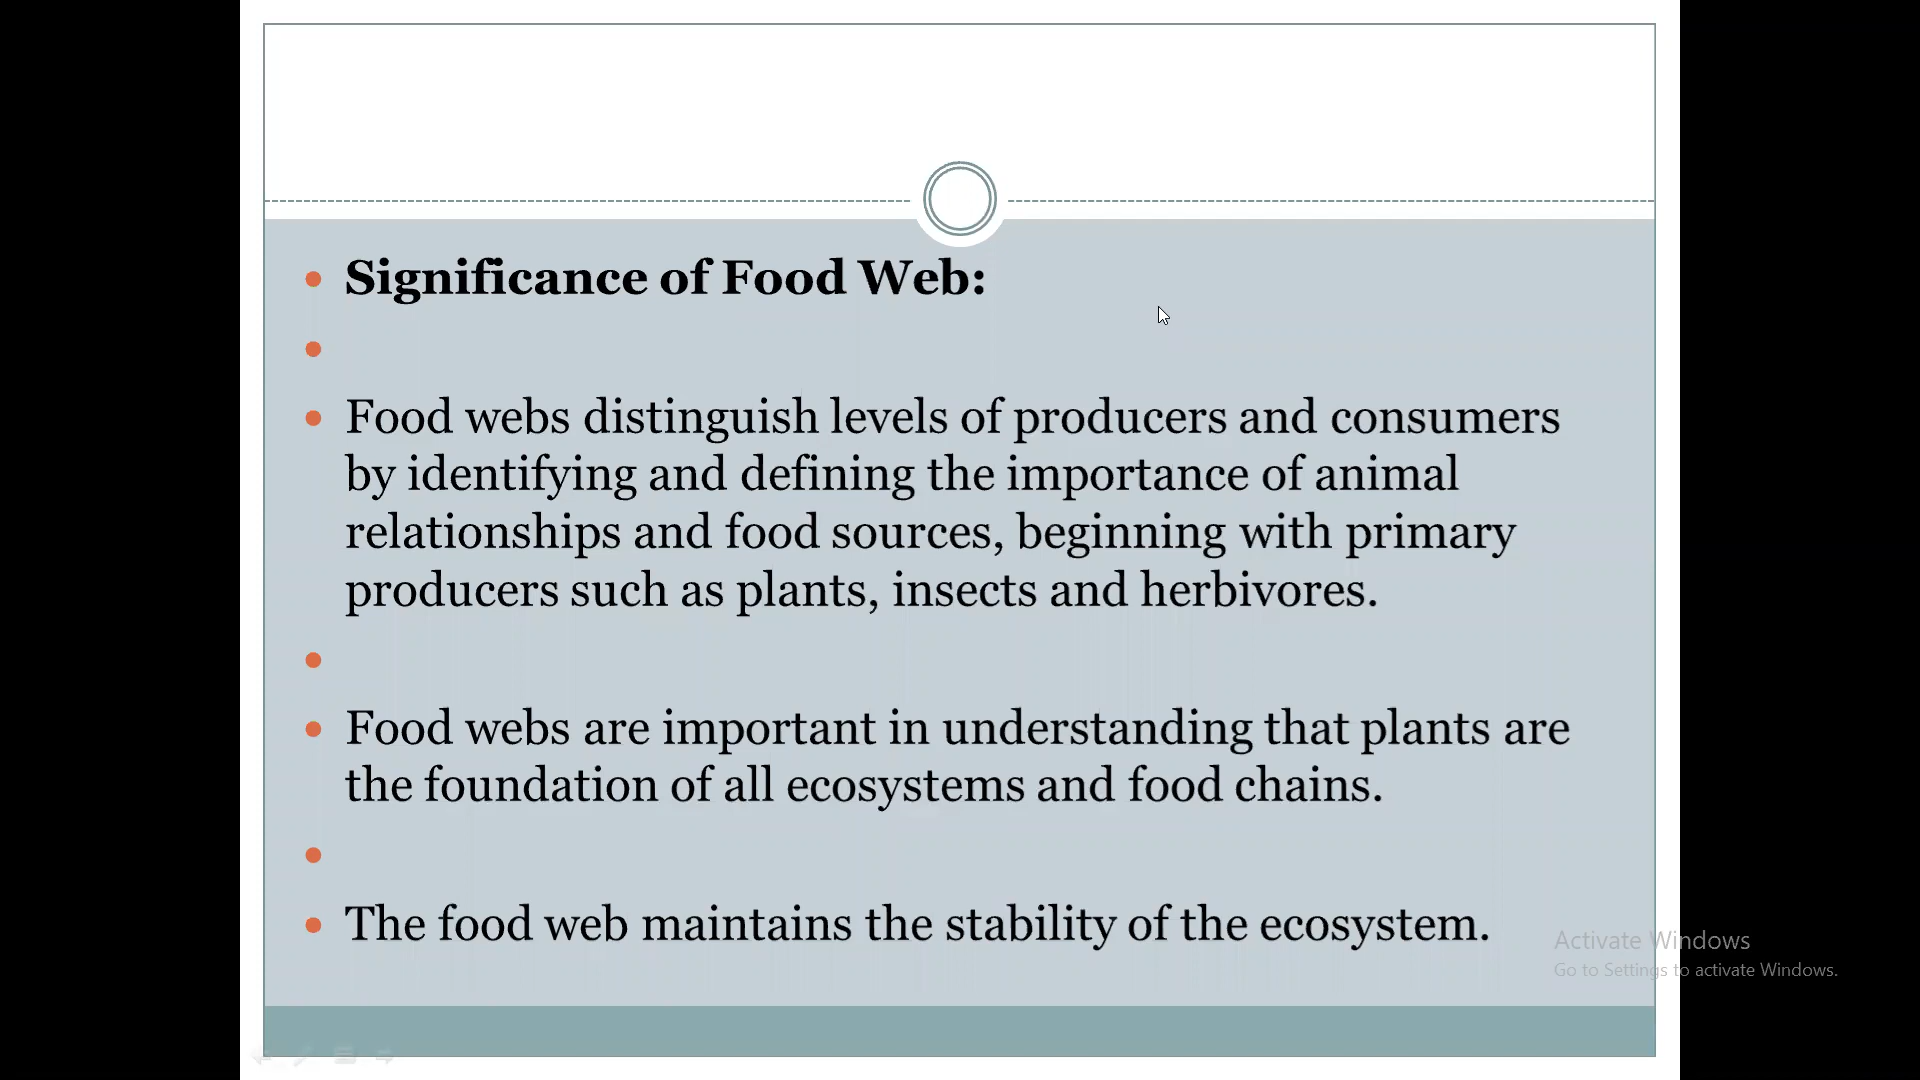 Significance of Food Web:
Food webs distinguish levels of producers and consumers
by identifying and defining the importance of animal
relationships and food sources, beginning with primary
producers such as plants, insects and herbivores.
Food webs are important in understanding that plants are
the foundation of all ecosystems and food chains.
The food web maintains the stability of the ecosystem.
Activate Windows
Go to Settings to activate Windows.